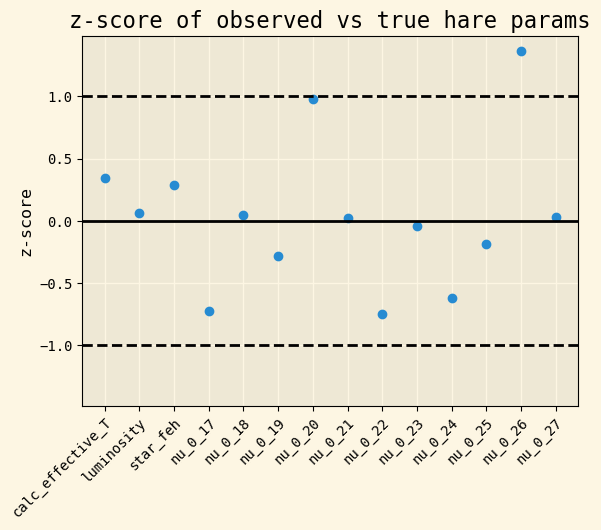 z-score of observed vs true hare params
z-score
1.0
0.5
0.0
−0.5
−1.0
calc_effective_T
luminosity
star_feh
nu_0_17
nu_0_18
nu_0_19
nu_0_20
nu_0_21
nu_0_22
nu_0_23
nu_0_24
nu_0_25
nu_0_26
nu_0_27